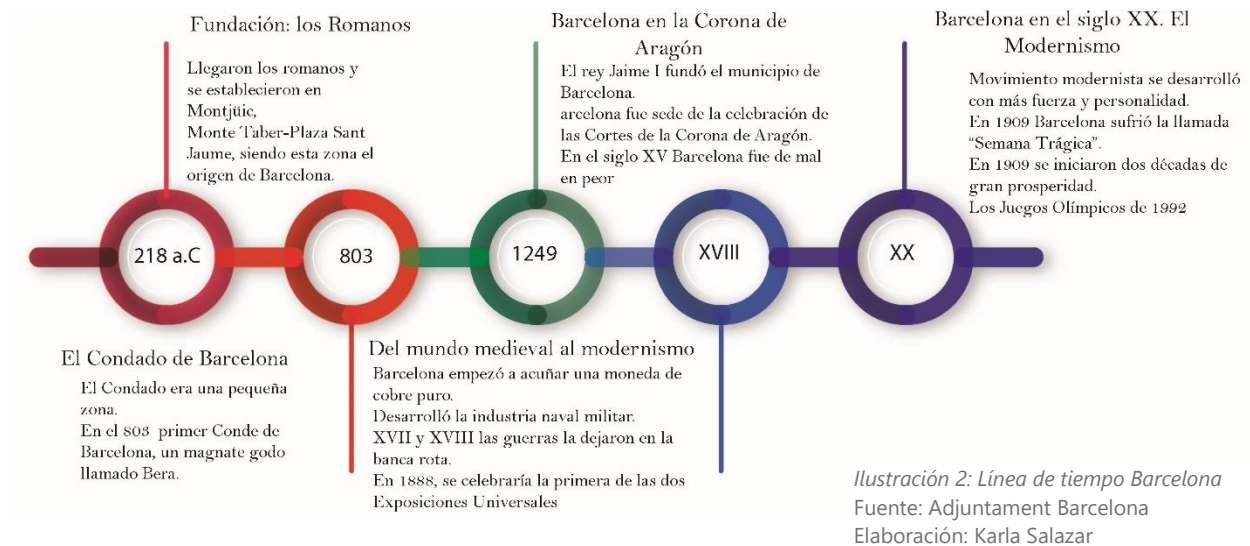 Fundación: los Romanos
Llegaron los romanos y
se establecieron en
Montjüic,
Monte Taber-Plaza Sant
Jaume, siendo esta zona el
origen de Barcelona.
Barcelona en la Corona de
Aragón
El rey Jaime I fundó el municipio de
Barcelona.
arcelona fue sede de la celebración de
las Cortes de la Corona de Aragón.
En el siglo XV Barcelona fue de mal
en peor
Barcelona en el siglo XX. El
Modernismo
Movimiento modernista se desarrolló
con más fuerza y personalidad.
En 1909 Barcelona sufrió la llamada
“Semana Trágica”.
En 1909 se iniciaron dos décadas de
gran prosperidad.
Los Juegos Olímpicos de 1992
218 a.C
803
1249
XVIII
XX
El Condado de Barcelona
El Condado era una pequeña
zona.
En el 803 primer Conde de
Barcelona, un magnate godo
llamado Bera.
Del mundo medieval al modernismo
Barcelona empezó a acuñar una moneda de
cobre puro.
Desarrolló la industria naval militar.
XVII y XVIII las guerras la dejaron en la
banca rota.
En 1888, se celebraría la primera de las dos
Exposiciones Universales
Ilustración 2: Línea de tiempo Barcelona
Fuente: Adjuntament Barcelona
Elaboración: Karla Salazar